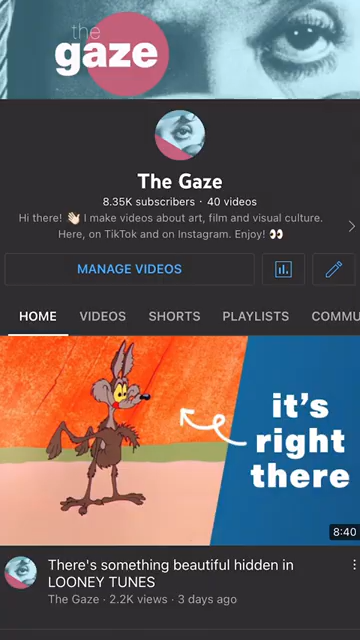 the
gaze
The Gaze
8.35K subscribers · 40 videos
Hi there! 👋🏻 I make videos about art, film and visual culture.
Here, on TikTok and on Instagram. Enjoy! 👀
MANAGE VIDEOS
HOME VIDEOS SHORTS PLAYLISTS COMMU
it's
right
there
8:40
There's something beautiful hidden in
LOONEY TUNES
The Gaze · 2.2K views · 3 days ago